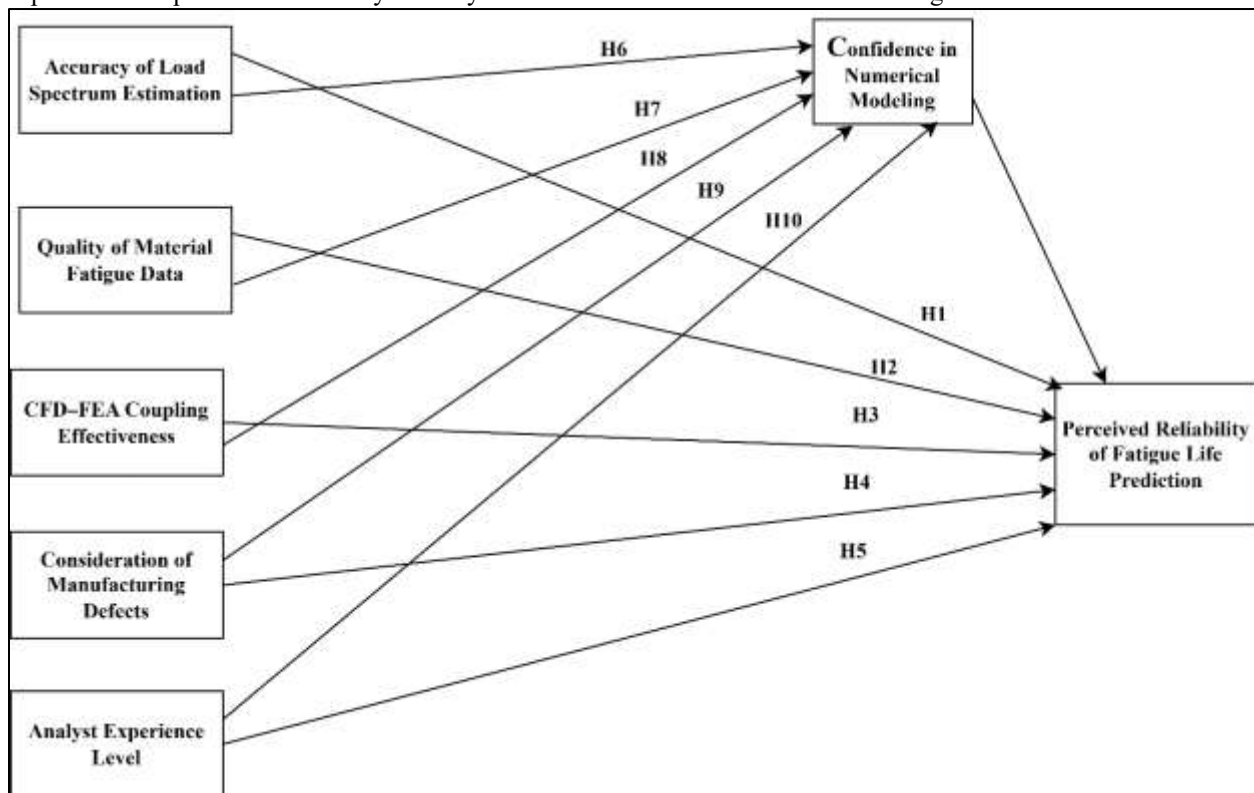 Accuracy of Load
Spectrum Estimation
H6
Confidence in
Numerical
Modeling
H7
H8
H9
H10
Quality of Material
Fatigue Data
H1
H2
CFD–FEA Coupling
Effectiveness
H3
Perceived Reliability
of Fatigue Life
Prediction
H4
Consideration of
Manufacturing
Defects
H5
Analyst Experience
Level